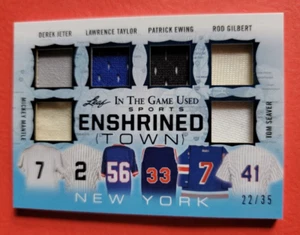 DEREK JETER LAWRENCE TAYLOR PATRICK EWING ROD GILBERT
MICKEY MANTLE
TOM SEAVER
Leaf IN THE GAME USED
SPORTS
ENSHRINED
(TOWN)
7 2 56 33 7 41
NEW YORK
22/35